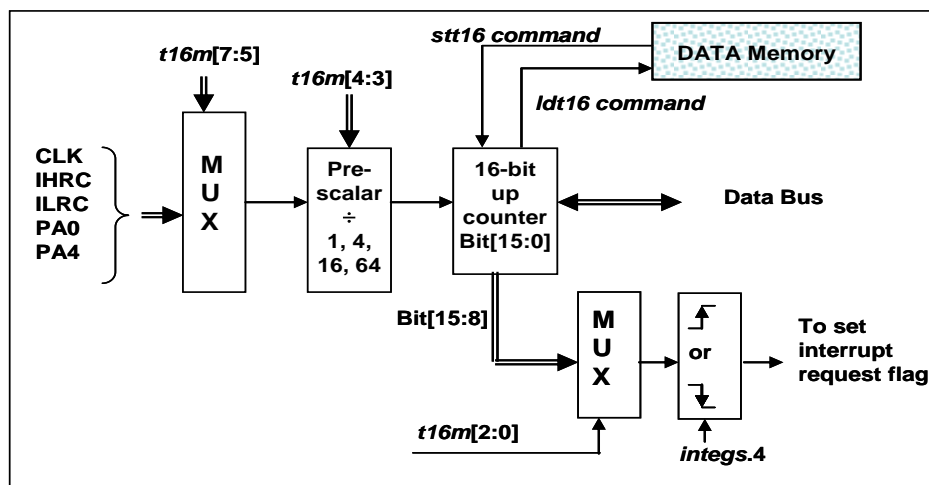 stt16 command
DATA Memory
t16m[7:5]
t16m[4:3]
ldt16 command
CLK
IHRC
ILRC
PA0
PA4
M
U
X
Pre-
scalar
÷
1, 4,
16, 64
16-bit
up
counter
Bit[15:0]
Data Bus
Bit[15:8]
M
U
X
or
To set
interrupt
request flag
t16m[2:0]
integs.4